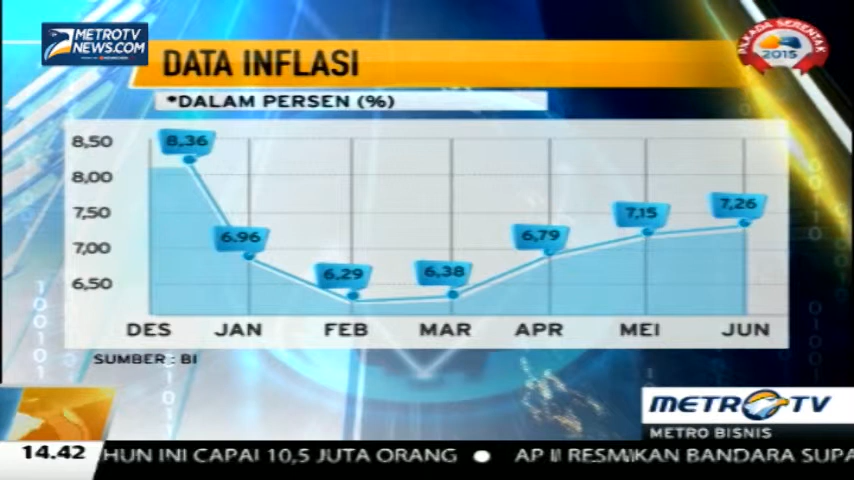 METROTV
NEWS.COM
DATA INFLASI
PILKADA SERENTAK
2015
*DALAM PERSEN (%)
8,50
8,00
7,50
7,00
6,50
8,36
6.96
6,29
6,38
6,79
7,15
7,26
DES JAN FEB MAR APR MEI JUN
SUMBER : BI
METRO TV
METRO BISNIS
14.42 HUN INI CAPAI 10,5 JUTA ORANG ● AP II RESMIKAN BANDARA SUPA